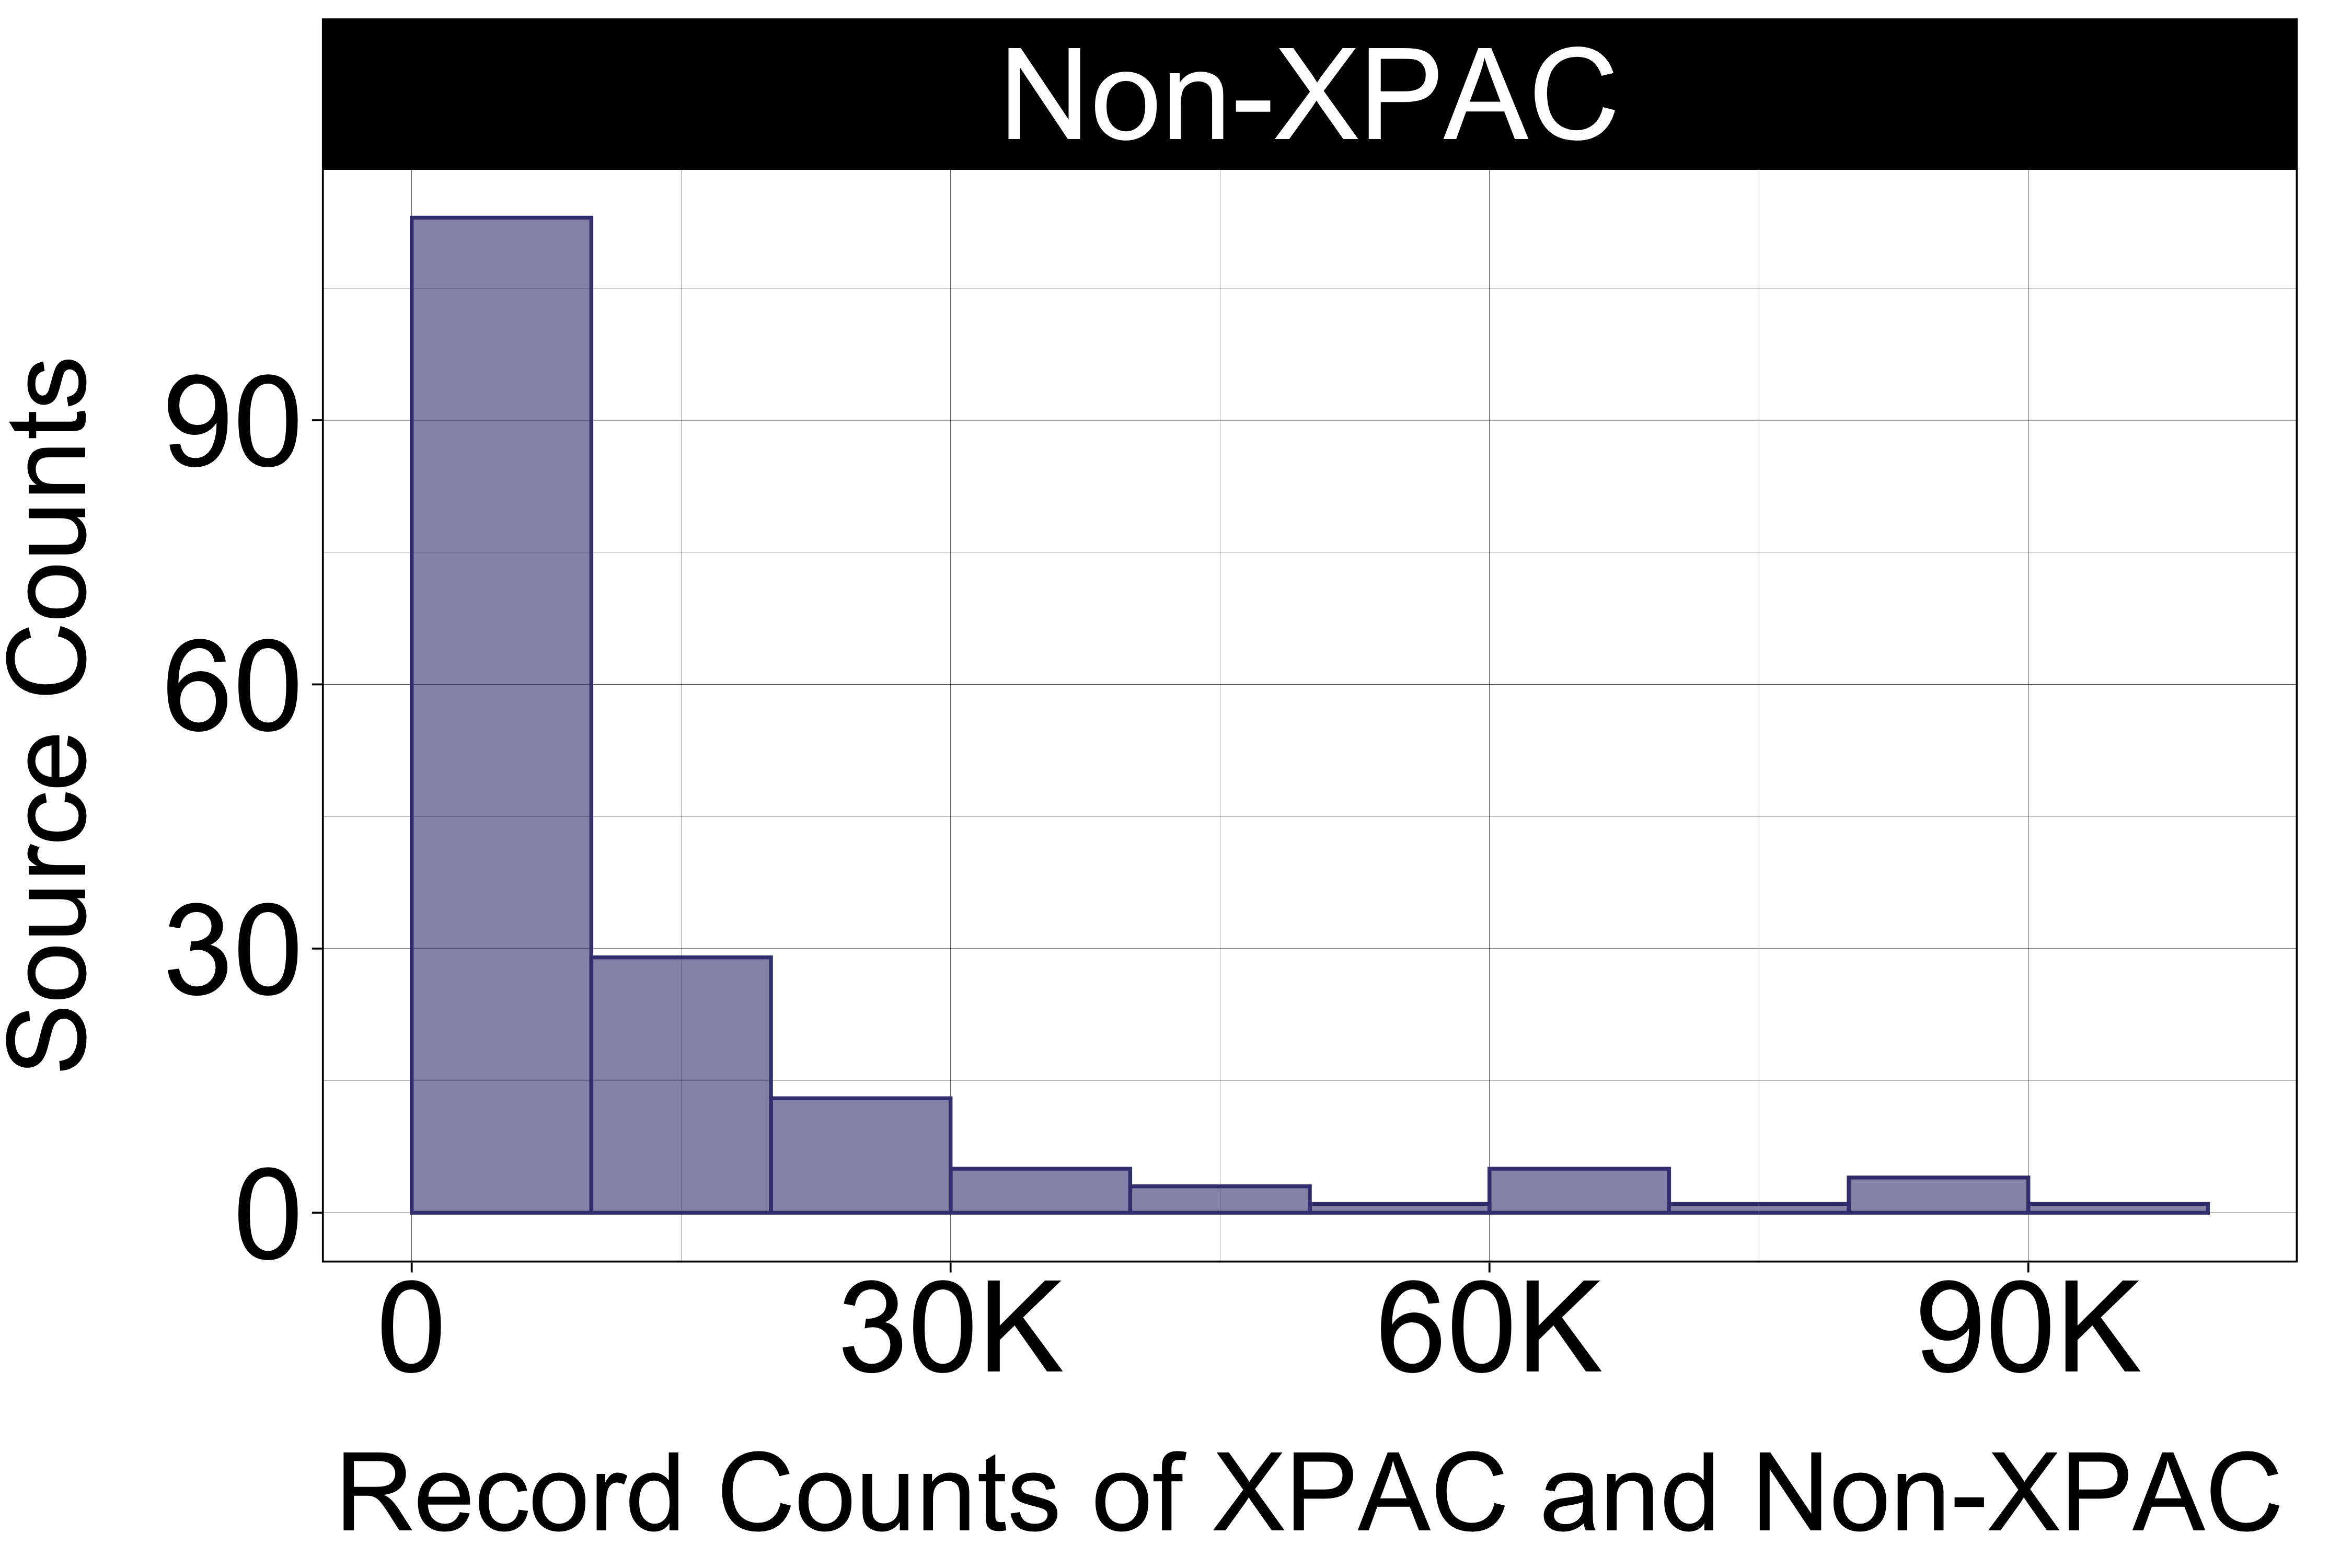 Non-XPAC
Source Counts
90
60
30
0
0 30K 60K 90K
Record Counts of XPAC and Non-XPAC